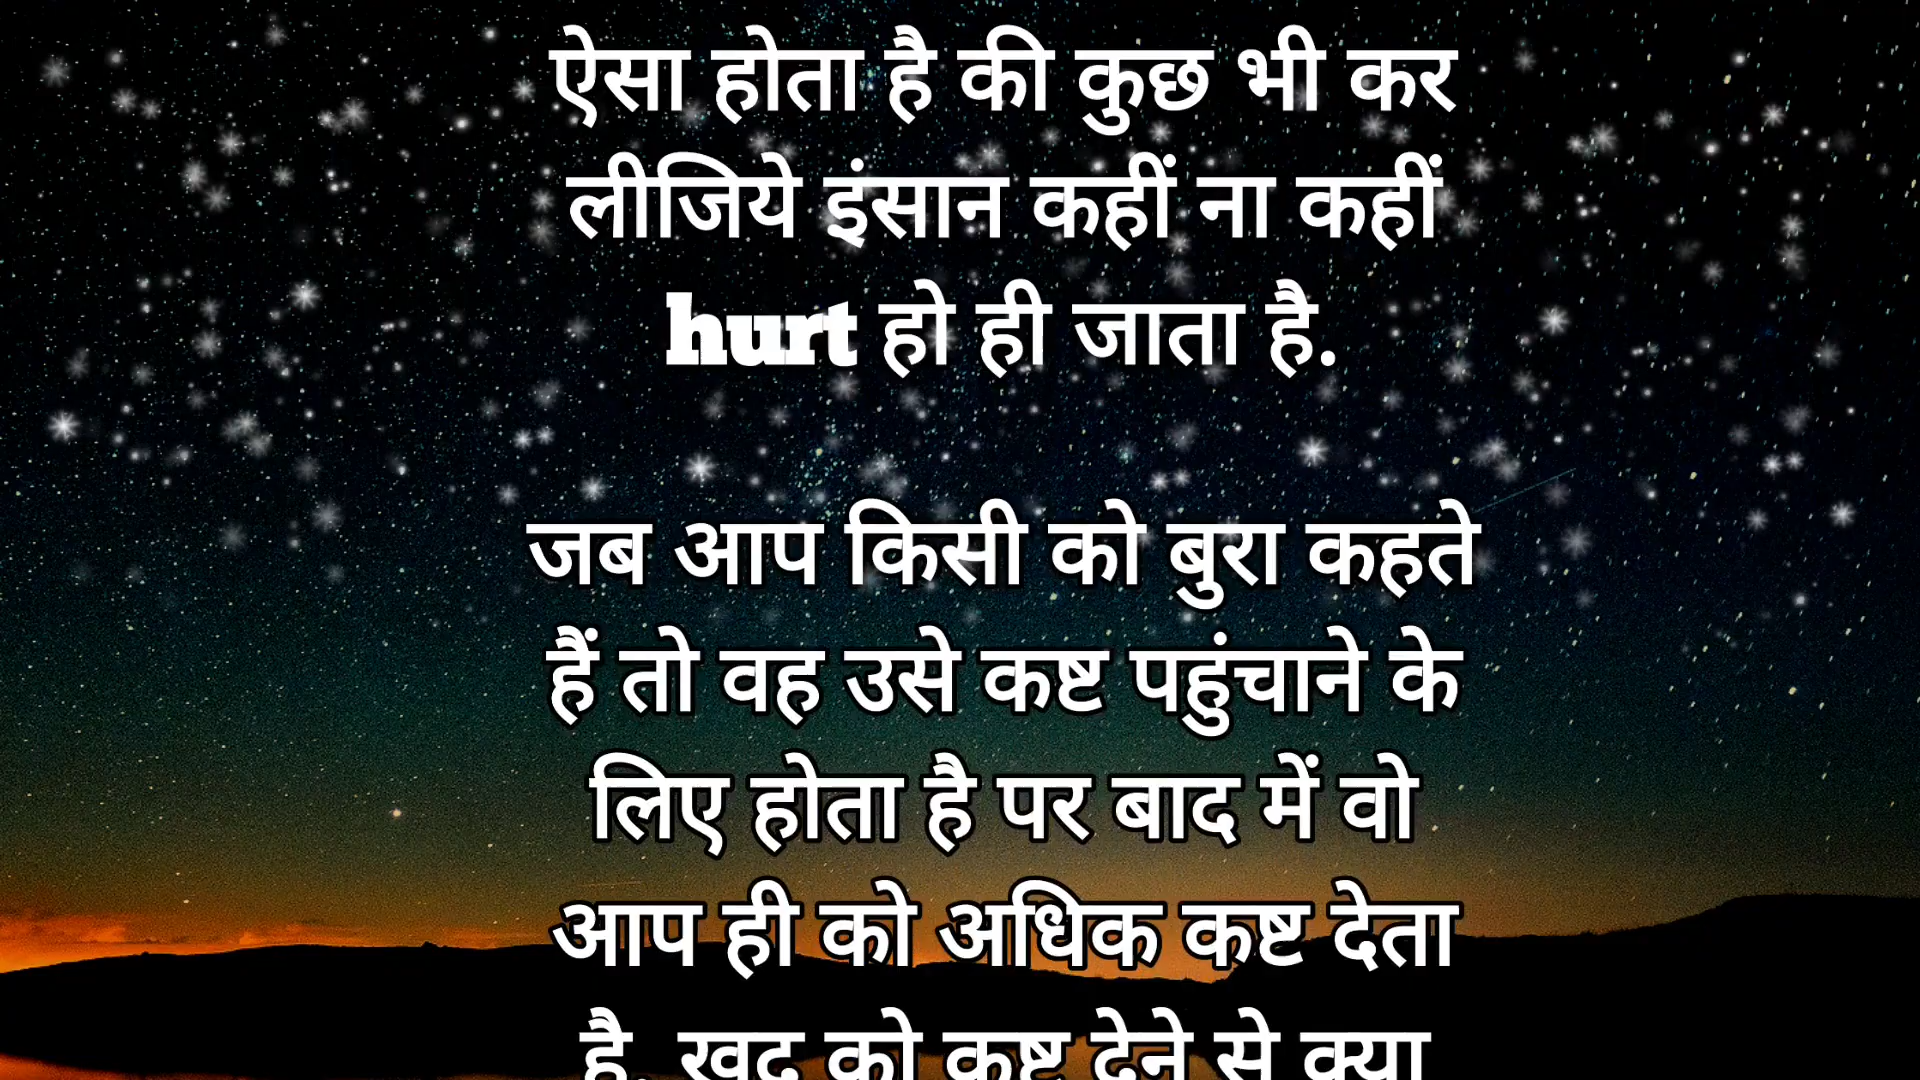 ऐसा होता है की कुछ भी कर
लीजिये इंसान कहीं ना कहीं
hurt हो ही जाता है.
जब आप किसी को बुरा कहते
हैं तो वह उसे कष्ट पहुंचाने के
लिए होता है पर बाद में वो
आप ही को अधिक कष्ट देता
है. खुद को कष्ट देने से क्या